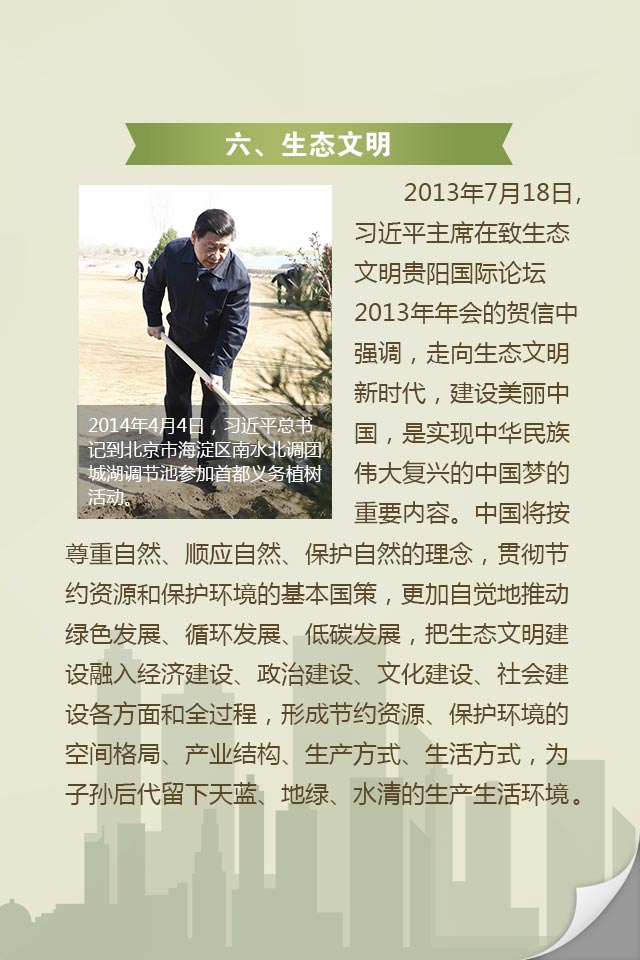 六、生态文明
2013年7月18日,
习近平主席在致生态
文明贵阳国际论坛
2013年年会的贺信中
强调，走向生态文明
新时代，建设美丽中
国，是实现中华民族
伟大复兴的中国梦的
重要内容。中国将按
尊重自然、顺应自然、保护自然的理念，贯彻节
约资源和保护环境的基本国策，更加自觉地推动
绿色发展、循环发展、低碳发展，把生态文明建
设融入经济建设、政治建设、文化建设、社会建
设各方面和全过程，形成节约资源、保护环境的
空间格局、产业结构、生产方式、生活方式，为
子孙后代留下天蓝、地绿、水清的生产生活环境。
2014年4月4日，习近平总书
记到北京市海淀区南水北调团
城湖调节池参加首都义务植树
活动。